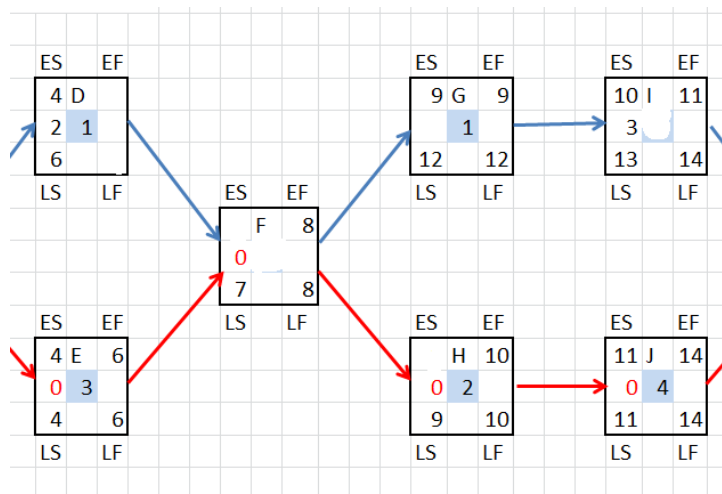 ES EF
4 D
2 1
6
LS LF
ES EF
9 G 9
1
12 12
LS LF
ES EF
10 I 11
3
13 14
LS LF
ES EF
F 8
0
7 8
LS LF
ES EF
4 E 6
0 3
4 6
LS LF
ES EF
H 10
0 2
9 10
LS LF
ES EF
11 J 14
0 4
11 14
LS LF